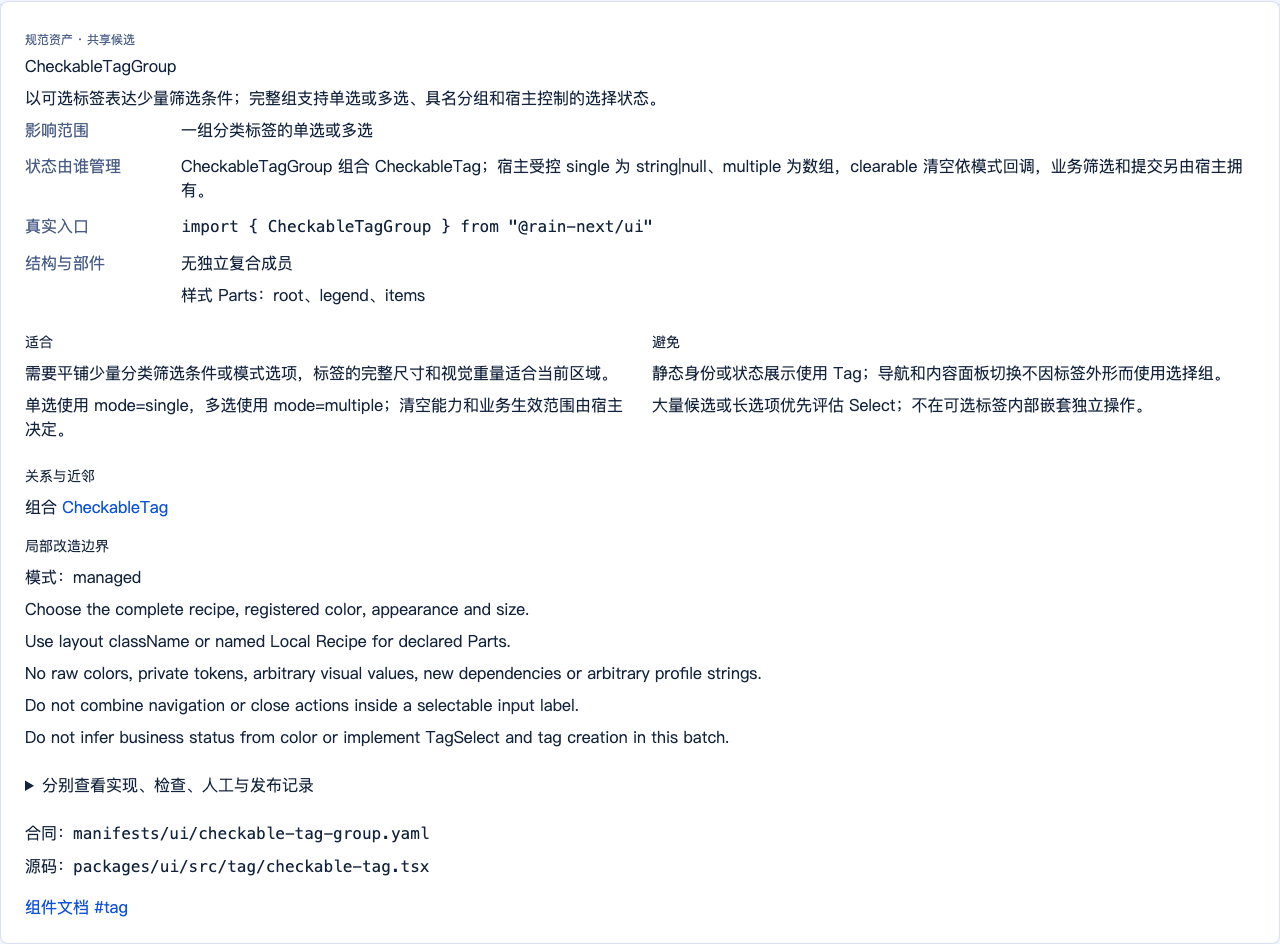 规范资产 · 共享候选
CheckableTagGroup
以可选标签表达少量筛选条件；完整组支持单选或多选、具名分组和宿主控制的选择状态。
影响范围 一组分类标签的单选或多选
状态由谁管理 CheckableTagGroup 组合 CheckableTag；宿主受控 single 为 string|null、multiple 为数组，clearable 清空依模式回调，业务筛选和提交另由宿主拥
有。
真实入口 import { CheckableTagGroup } from "@rain-next/ui"
结构与部件 无独立复合成员
样式 Parts：root、legend、items
适合
需要平铺少量分类筛选条件或模式选项，标签的完整尺寸和视觉重量适合当前区域。
单选使用 mode=single，多选使用 mode=multiple；清空能力和业务生效范围由宿主
决定。
避免
静态身份或状态展示使用 Tag；导航和内容面板切换不因标签外形而使用选择组。
大量候选或长选项优先评估 Select；不在可选标签内部嵌套独立操作。
关系与近邻
组合 CheckableTag
局部改造边界
模式：managed
Choose the complete recipe, registered color, appearance and size.
Use layout className or named Local Recipe for declared Parts.
No raw colors, private tokens, arbitrary visual values, new dependencies or arbitrary profile strings.
Do not combine navigation or close actions inside a selectable input label.
Do not infer business status from color or implement TagSelect and tag creation in this batch.
▶ 分别查看实现、检查、人工与发布记录
合同：manifests/ui/checkable-tag-group.yaml
源码：packages/ui/src/tag/checkable-tag.tsx
组件文档 #tag